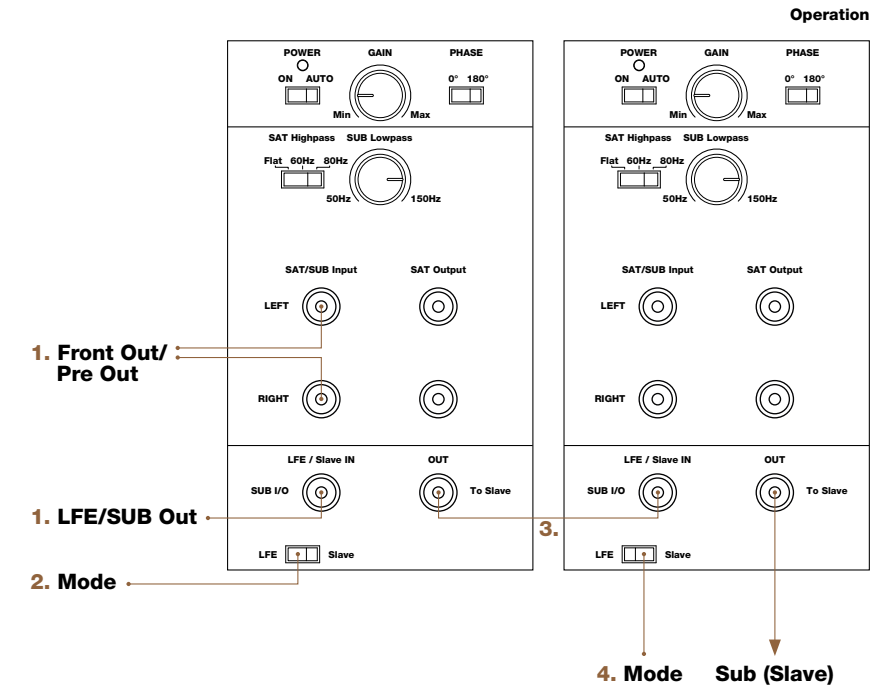 Operation
POWER GAIN PHASE
ON AUTO 0° 180°
Min Max
SAT Highpass SUB Lowpass
Flat 60Hz 80Hz
50Hz 150Hz
SAT/SUB Input SAT Output
LEFT
RIGHT
LFE / Slave IN OUT
SUB I/O To Slave
LFE Slave
POWER GAIN PHASE
ON AUTO 0° 180°
Min Max
SAT Highpass SUB Lowpass
Flat 60Hz 80Hz
50Hz 150Hz
SAT/SUB Input SAT Output
LEFT
RIGHT
LFE / Slave IN OUT
SUB I/O To Slave
LFE Slave
1. Front Out/
Pre Out
1. LFE/SUB Out
2. Mode
3.
4. Mode
Sub (Slave)